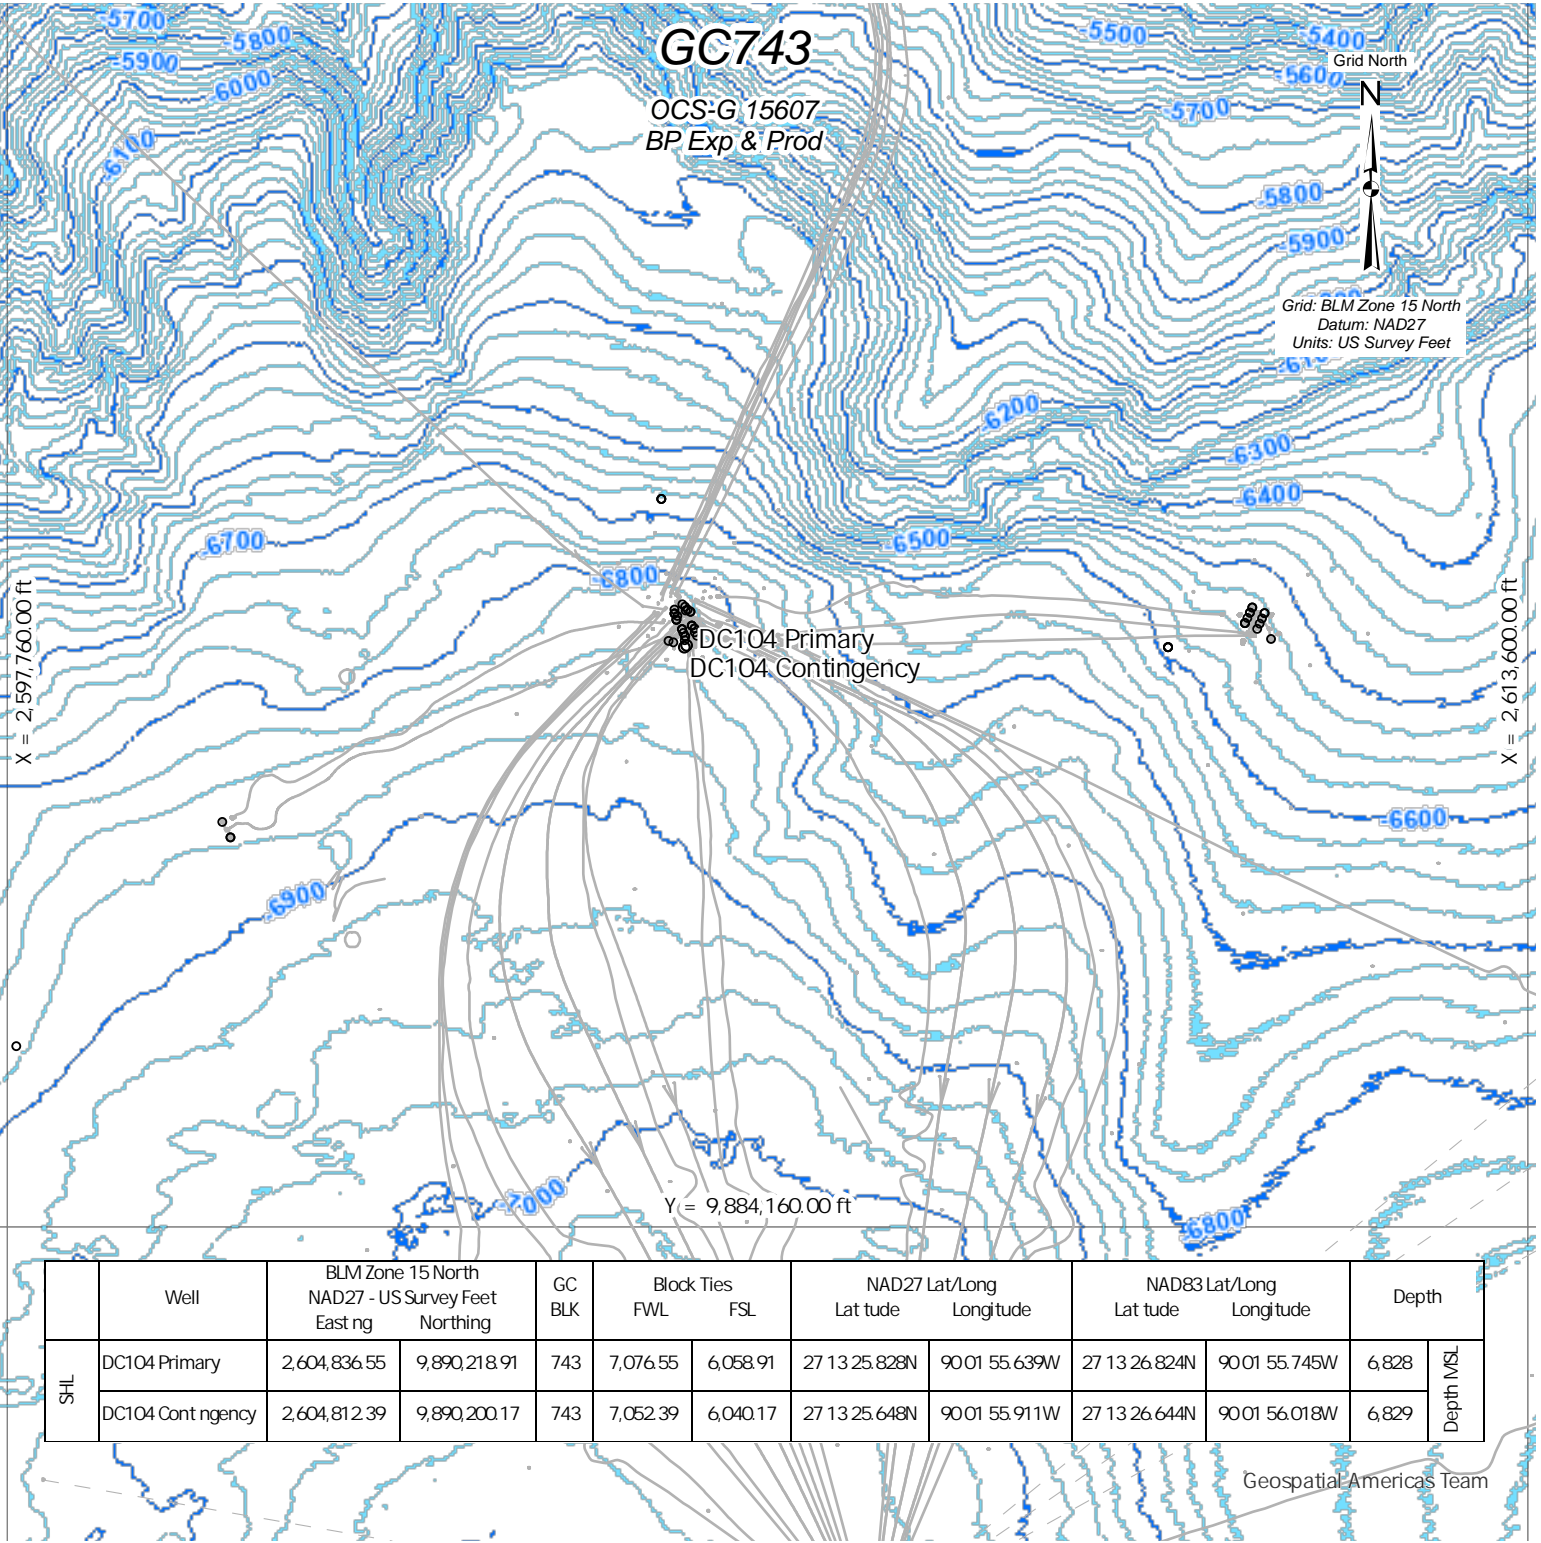 -5700
-5800
-5900
-6000
-6100
GC743
OCS-G 15607
BP Exp & Prod
-5500
-5400
-5600
-5700
-5800
-5900
Grid North
N
Grid: BLM Zone 15 North
Datum: NAD27
Units: US Survey Feet
-6200
-6300
-6400
-6500
-6700
-6800
X = 2,597,760.00 ft
X = 2,613,600.00 ft
DC104 Primary
DC104 Contingency
-6600
-6900
-7000
Y = 9,884,160.00 ft
-6800
Well BLM Zone 15 North NAD27 - US Survey Feet East ng Northing GC BLK Block Ties FWL FSL NAD27 Lat/Long Lat tude Longitude NAD83 Lat/Long Lat tude Longitude Depth
SHL
DC104 Primary 2,604,836.55 9,890,218.91 743 7,076.55 6,058.91 27 13 25.828N 90 01 55.639W 27 13 26.824N 90 01 55.745W 6,828
DC104 Cont ngency 2,604,812.39 9,890,200.17 743 7,052.39 6,040.17 27 13 25.648N 90 01 55.911W 27 13 26.644N 90 01 56.018W 6,829
Depth MSL
Geospatial Americas Team